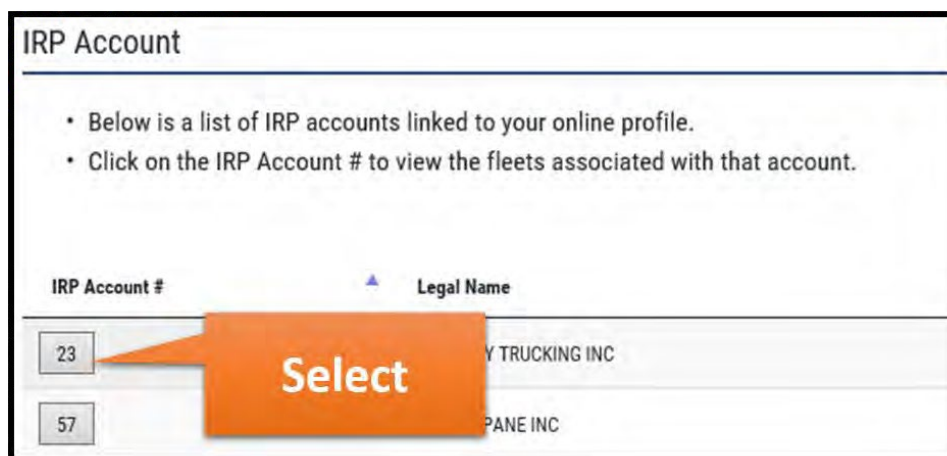 IRP Account
• Below is a list of IRP accounts linked to your online profile.
• Click on the IRP Account # to view the fleets associated with that account.
IRP Account # Legal Name
23 Select Y TRUCKING INC
57 PANE INC